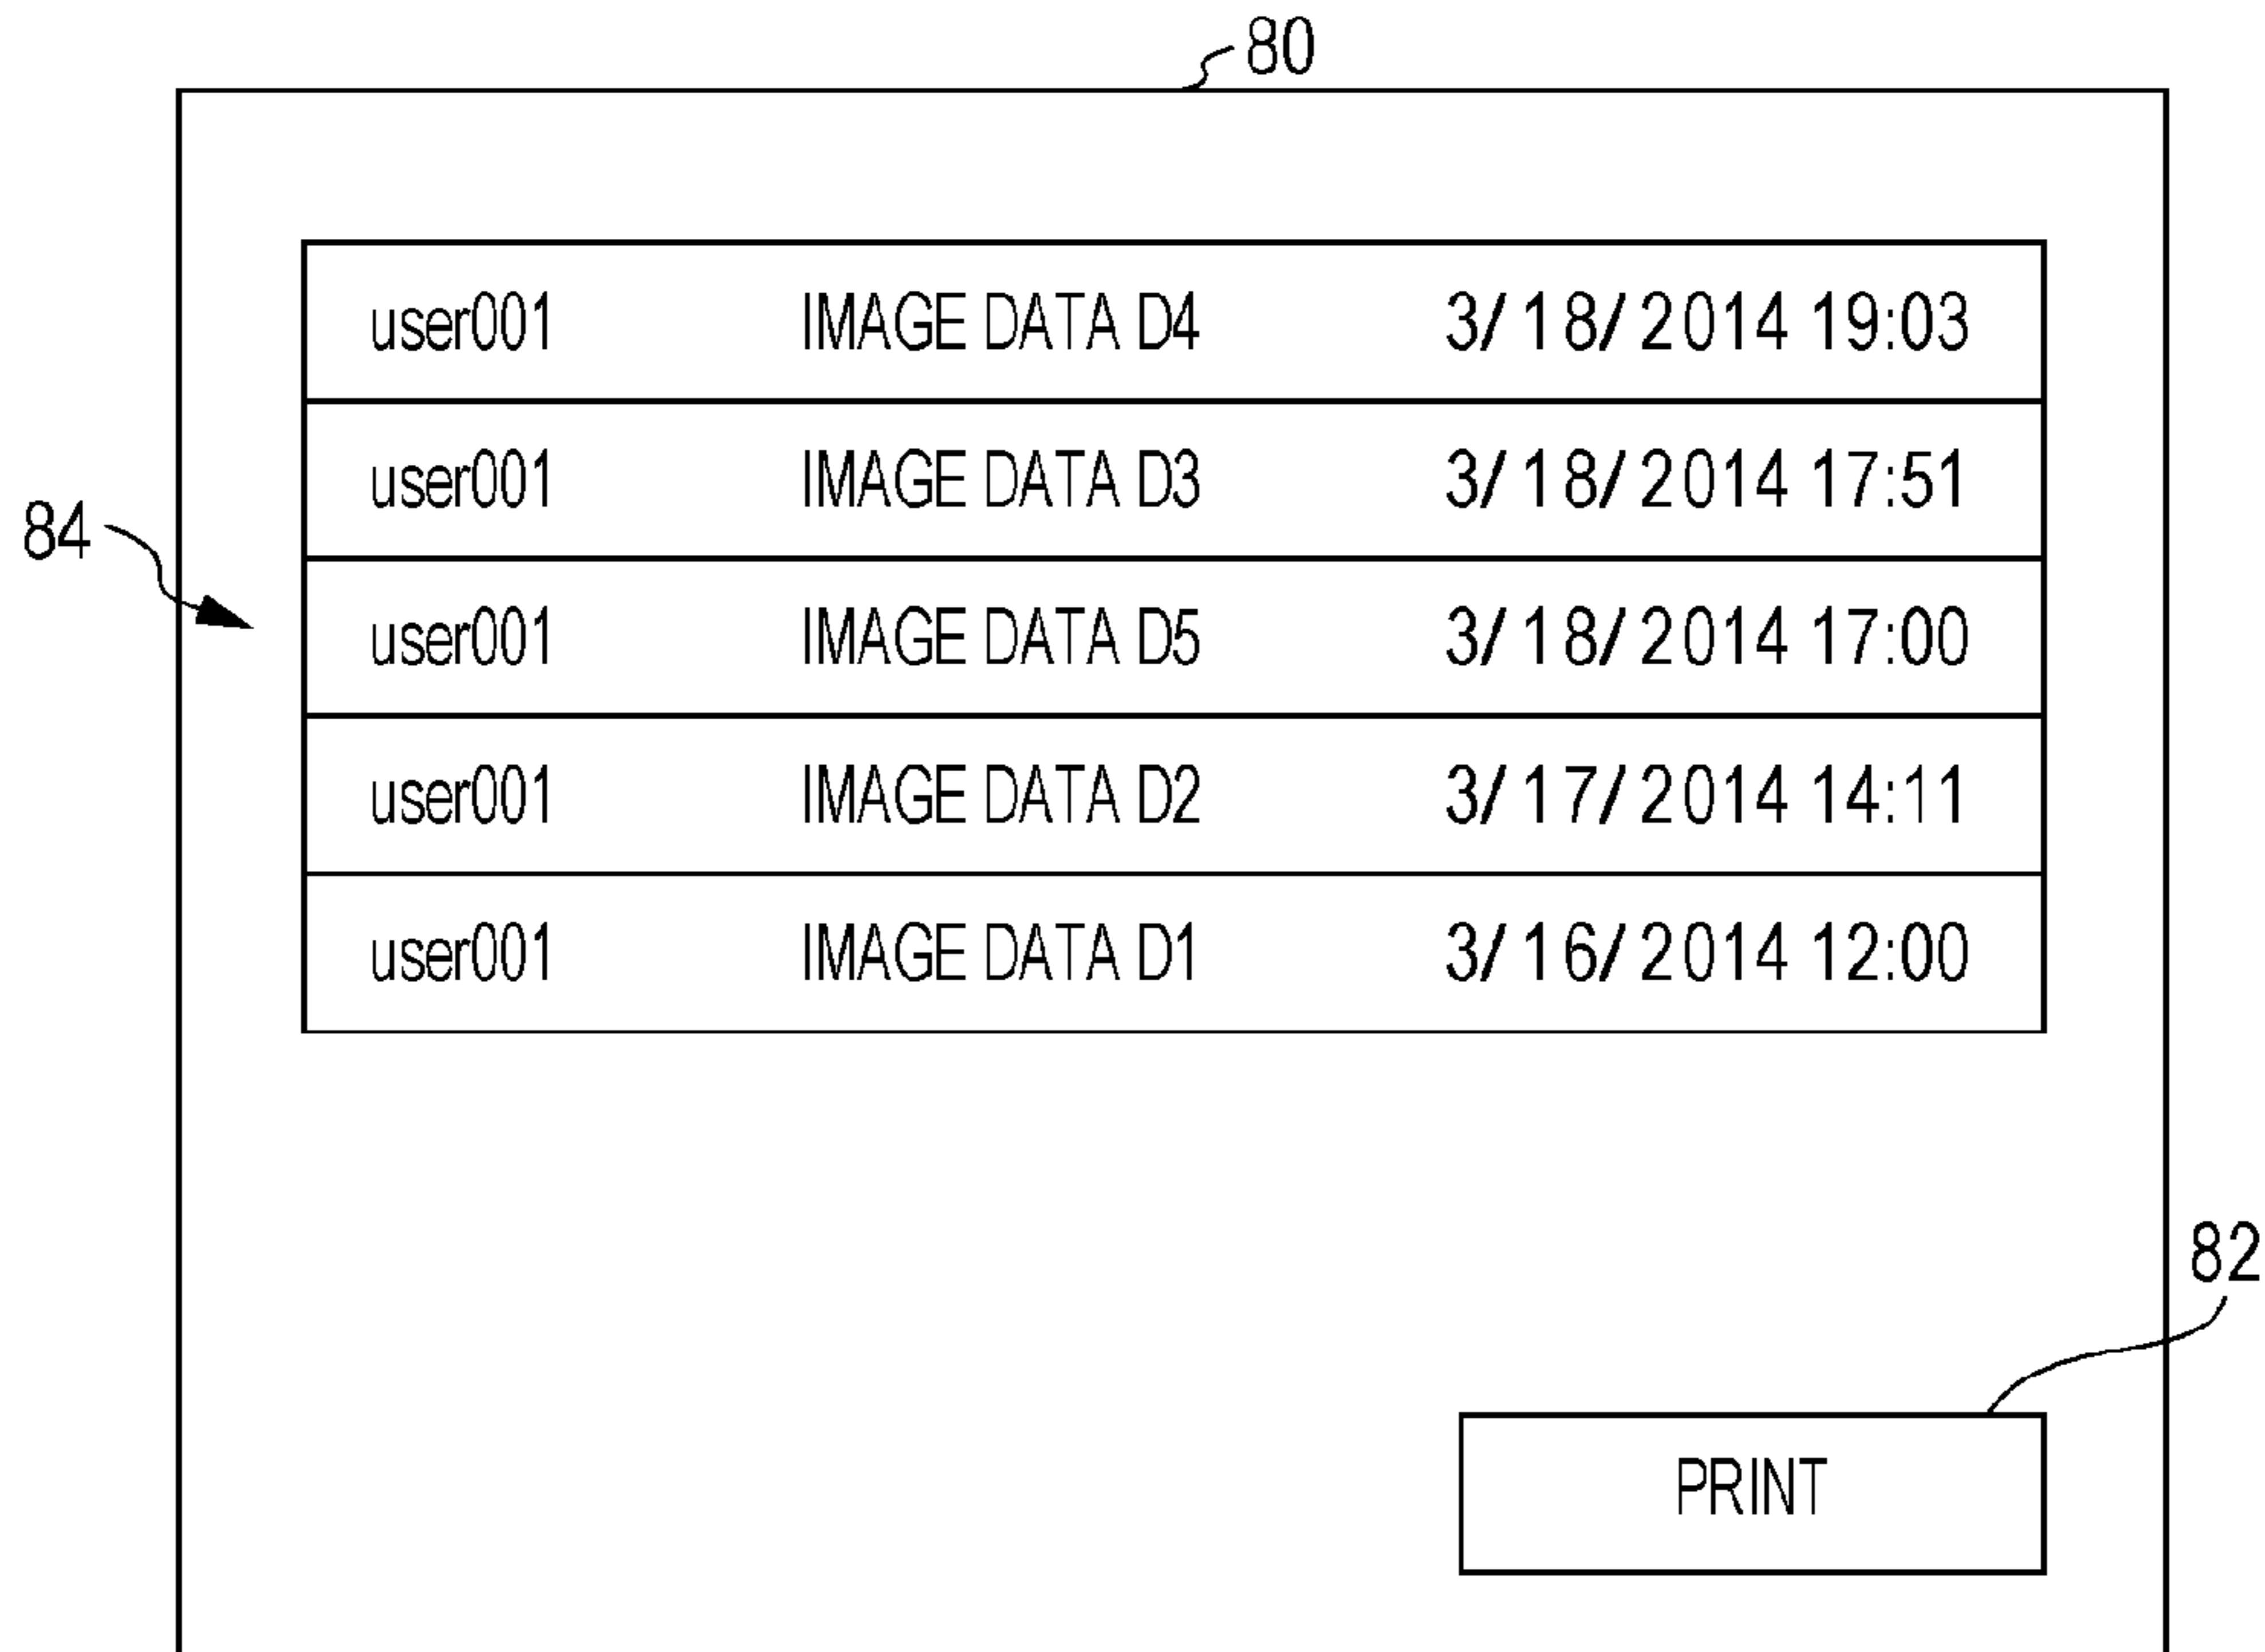 80
user001 IMAGE DATA D4 3/18/2014 19:03
user001 IMAGE DATA D3 3/18/2014 17:51
84
user001 IMAGE DATA D5 3/18/2014 17:00
user001 IMAGE DATA D2 3/17/2014 14:11
user001 IMAGE DATA D1 3/16/2014 12:00
82
PRINT